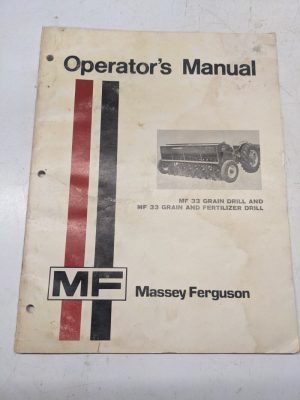 Operator's Manual
MF 33 GRAIN DRILL AND
MF 33 GRAIN AND FERTILIZER DRILL
MF
Massey Ferguson